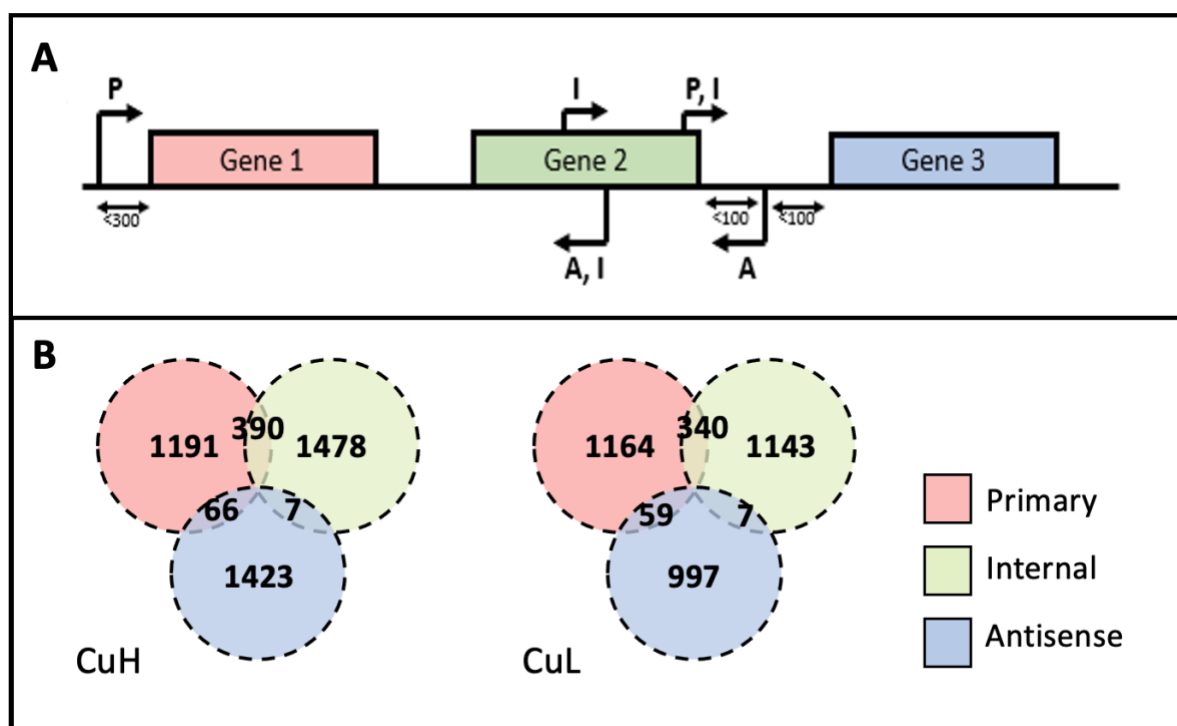 A
P
I
P, I
Gene 1
Gene 2
Gene 3
<300
<100
<100
A, I
A
B
390
340
1191
1478
1164
1143
66
7
59
7
1423
997
CuH
CuL
Primary
Internal
Antisense